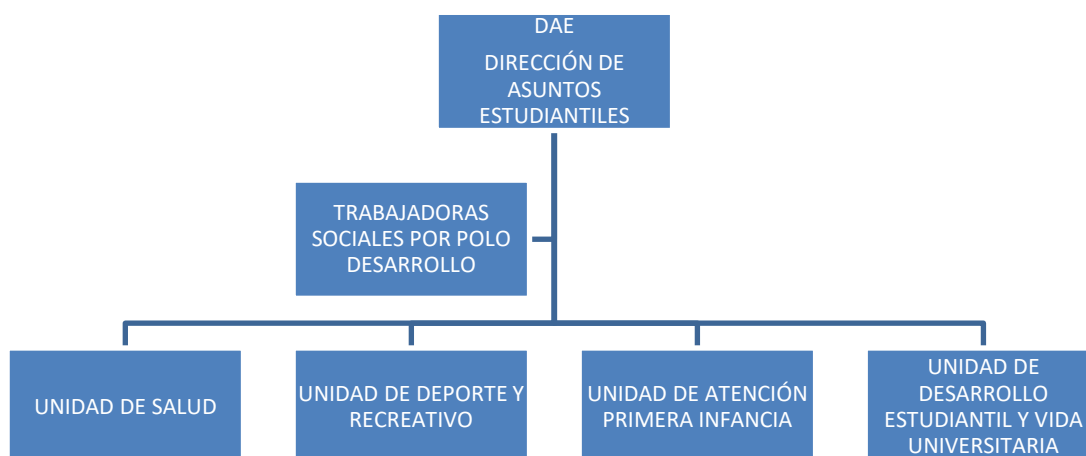 DAE
DIRECCIÓN DE
ASUNTOS
ESTUDIANTILES
TRABAJADORAS
SOCIALES POR POLO
DESARROLLO
UNIDAD DE SALUD
UNIDAD DE DEPORTE Y
RECREATIVO
UNIDAD DE ATENCIÓN
PRIMERA INFANCIA
UNIDAD DE
DESARROLLO
ESTUDIANTIL Y VIDA
UNIVERSITARIA